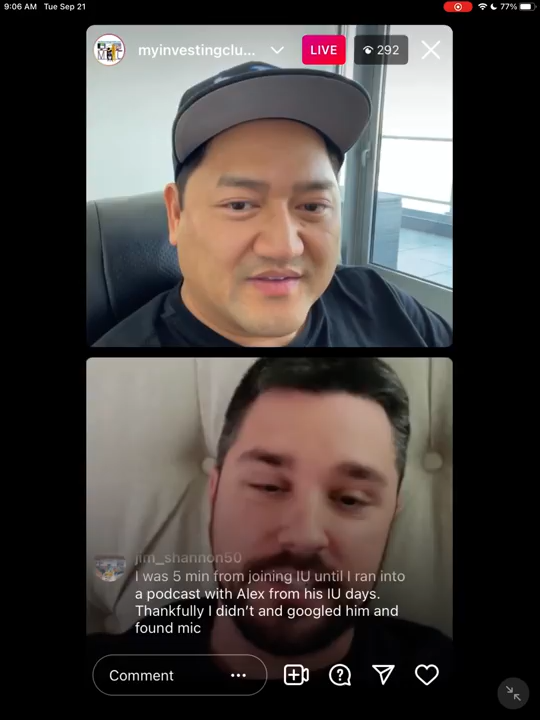 9:06 AM Tue Sep 21
77%
myinvestingclu...
LIVE
292
jim_shannon50
I was 5 min from joining IU until I ran into
a podcast with Alex from his IU days.
Thankfully I didn't and googled him and
found mic
Comment